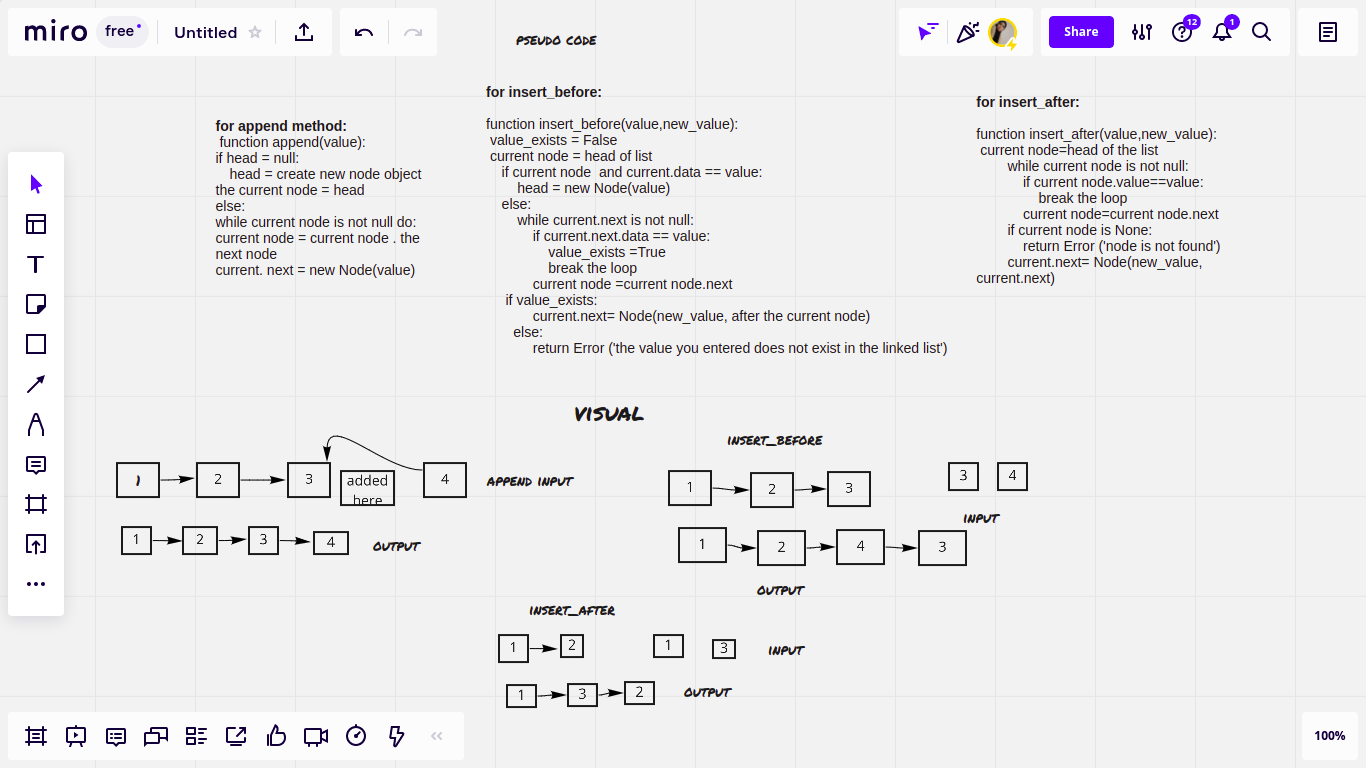 miro free Untitled
Share
12
1
PSEUDO CODE
for append method:
function append(value):
if head = null:
head = create new node object
the current node = head
else:
while current node is not null do:
current node = current node . the
next node
current. next = new Node(value)
for insert_before:
function insert_before(value,new_value):
value_exists = False
current node = head of list
if current node and current.data == value:
head = new Node(value)
else:
while current.next is not null:
if current.next.data == value:
value_exists =True
break the loop
current node =current node.next
if value_exists:
current.next= Node(new_value, after the current node)
else:
return Error ('the value you entered does not exist in the linked list')
for insert_after:
function insert_after(value,new_value):
current node=head of the list
while current node is not null:
if current node.value==value:
break the loop
current node=current node.next
if current node is None:
return Error ('node is not found')
current.next= Node(new_value,
current.next)
VISUAL
1 2 3 added 4 APPEND INPUT
here
1 2 3 4 OUTPUT
INSERT_BEFORE
1 2 3 3 4
INPUT
1 2 4 3
OUTPUT
INSERT_AFTER
1 2 1 3 INPUT
1 3 2 OUTPUT
100%